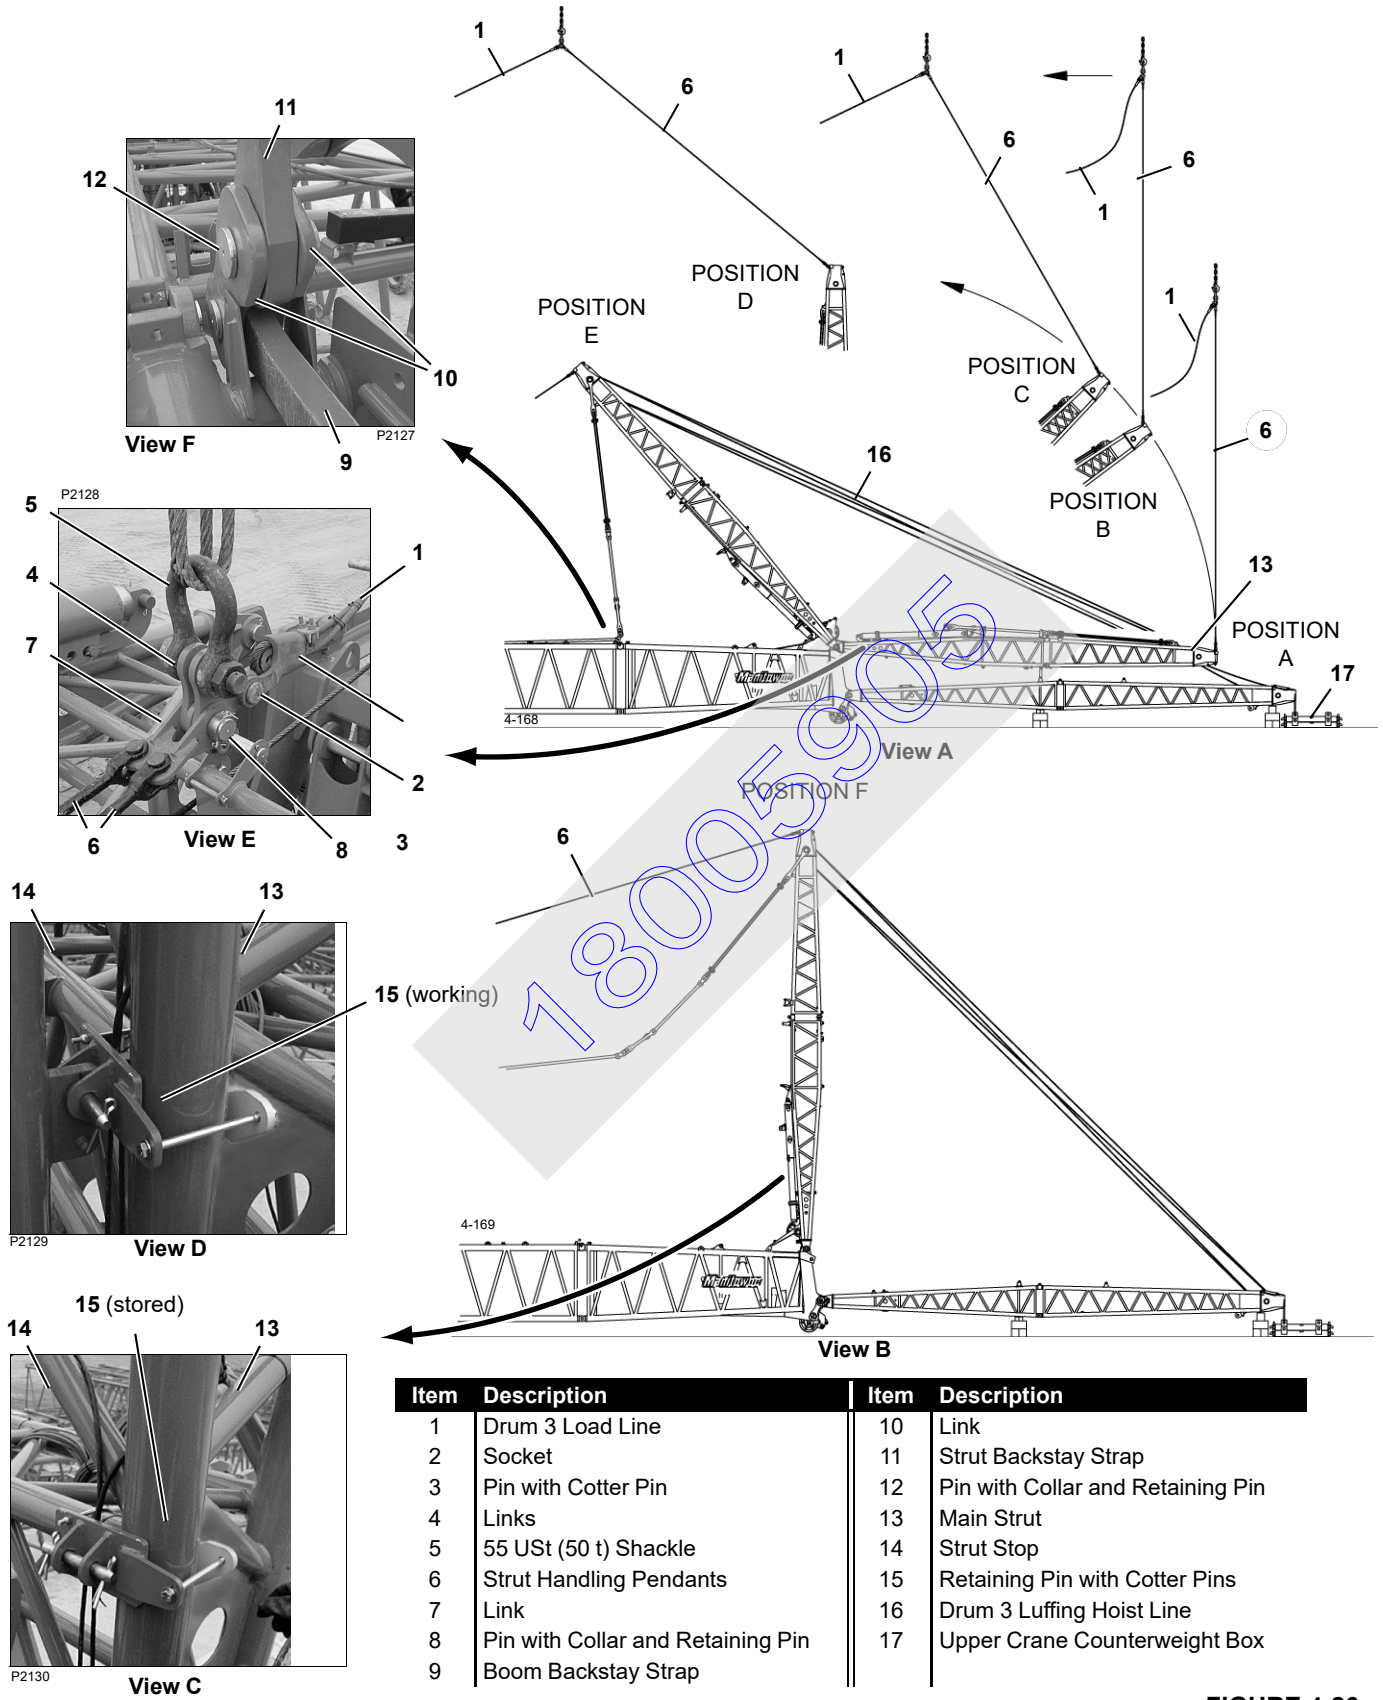 1
1
6
1
6
6
1
11
12
10
9
View F
P2127
POSITION
D
POSITION
E
POSITION
C
POSITION
B
1
6
16
13
POSITION
A
17
Manitowoc
4-168
View A
P2128
5
4
7
1
2
6
8
3
View E
POSITION F
6
18005905
14
13
15 (working)
P2129
View D
4-169
Manitowoc
View B
15 (stored)
14
13
P2130
View C
Item Description Item Description
1 Drum 3 Load Line 10 Link
2 Socket 11 Strut Backstay Strap
3 Pin with Cotter Pin 12 Pin with Collar and Retaining Pin
4 Links 13 Main Strut
5 55 USt (50 t) Shackle 14 Strut Stop
6 Strut Handling Pendants 15 Retaining Pin with Cotter Pins
7 Link 16 Drum 3 Luffing Hoist Line
8 Pin with Collar and Retaining Pin 17 Upper Crane Counterweight Box
9 Boom Backstay Strap